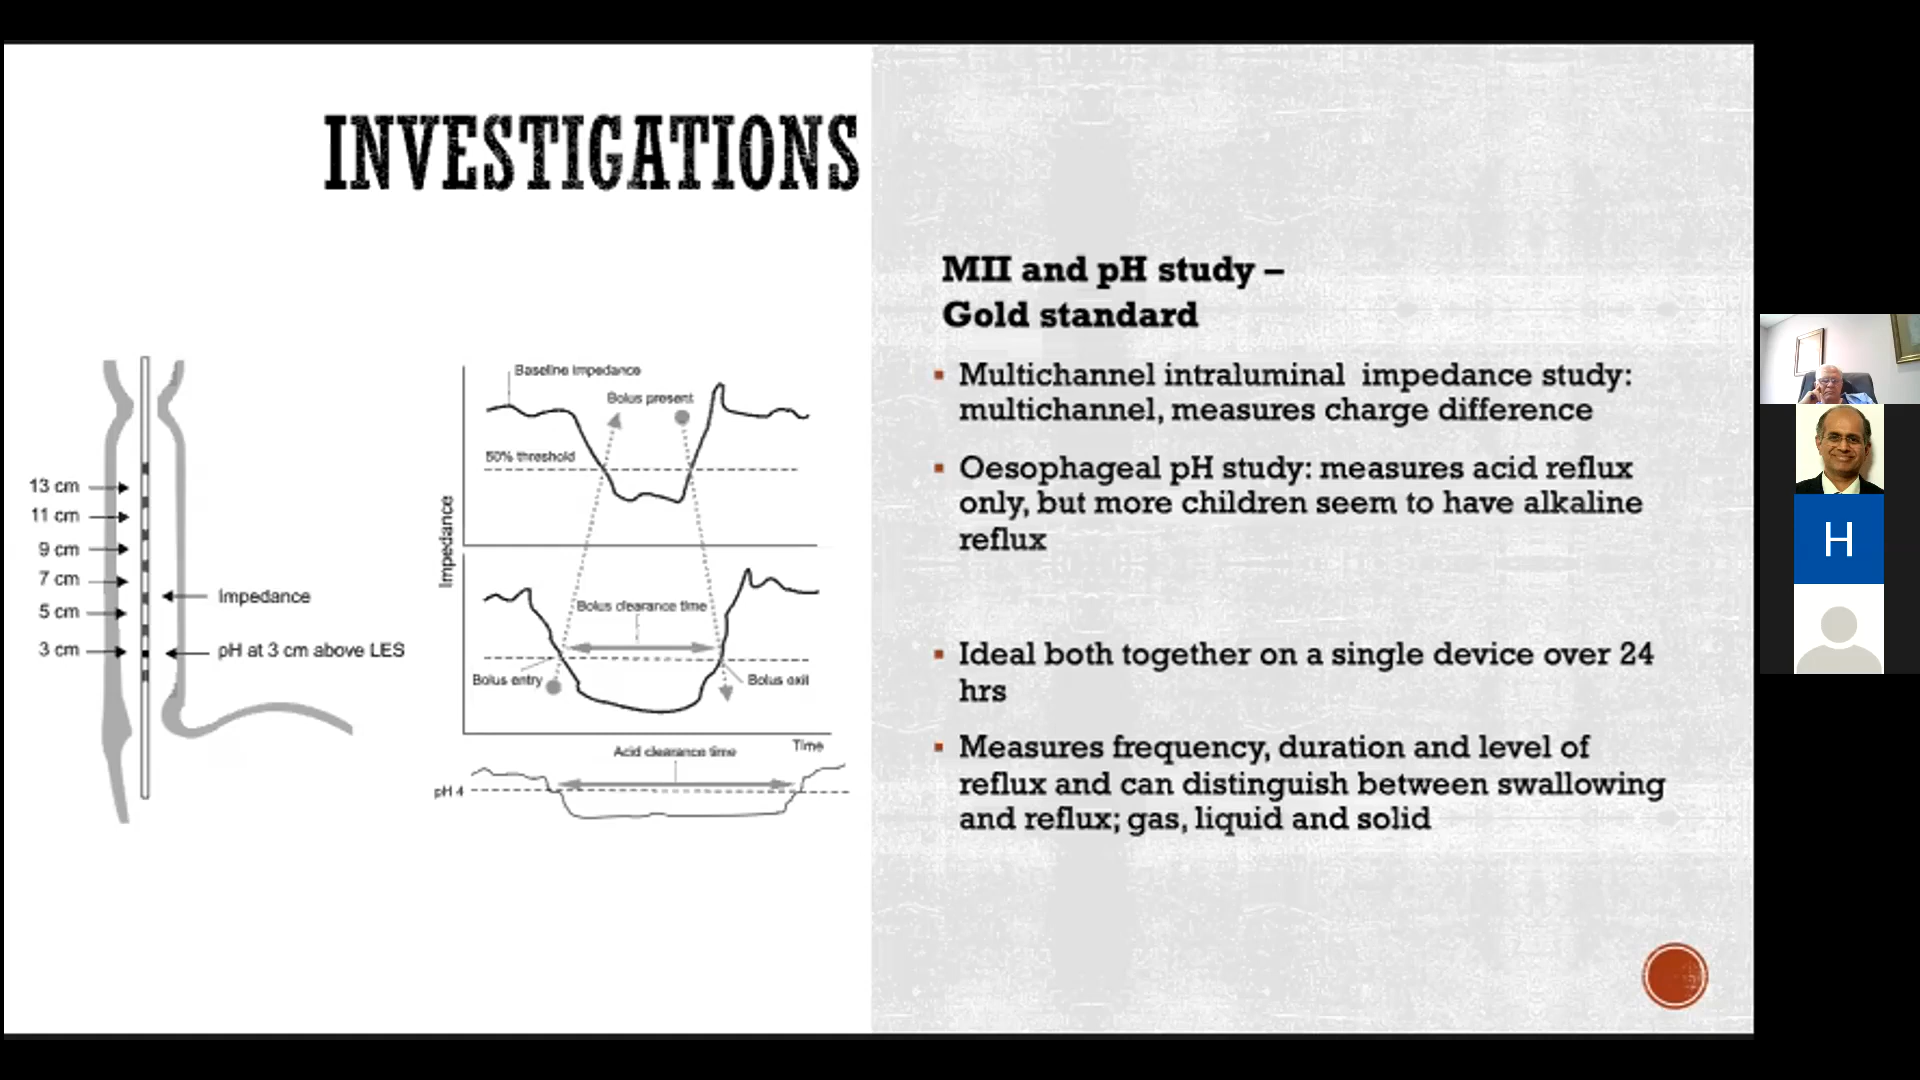 INVESTIGATIONS
13 cm
11 cm
9 cm
7 cm
5 cm
3 cm
Impedance
pH at 3 cm above LES
Impedance
Baseline impedance
Bolus present
50% threshold
Bolus clearance time
Bolus entry
Bolus exit
Time
Acid clearance time
pH 4
MII and pH study –
Gold standard
▪ Multichannel intraluminal impedance study:
multichannel, measures charge difference
▪ Oesophageal pH study: measures acid reflux
only, but more children seem to have alkaline
reflux
▪ Ideal both together on a single device over 24
hrs
▪ Measures frequency, duration and level of
reflux and can distinguish between swallowing
and reflux; gas, liquid and solid
H